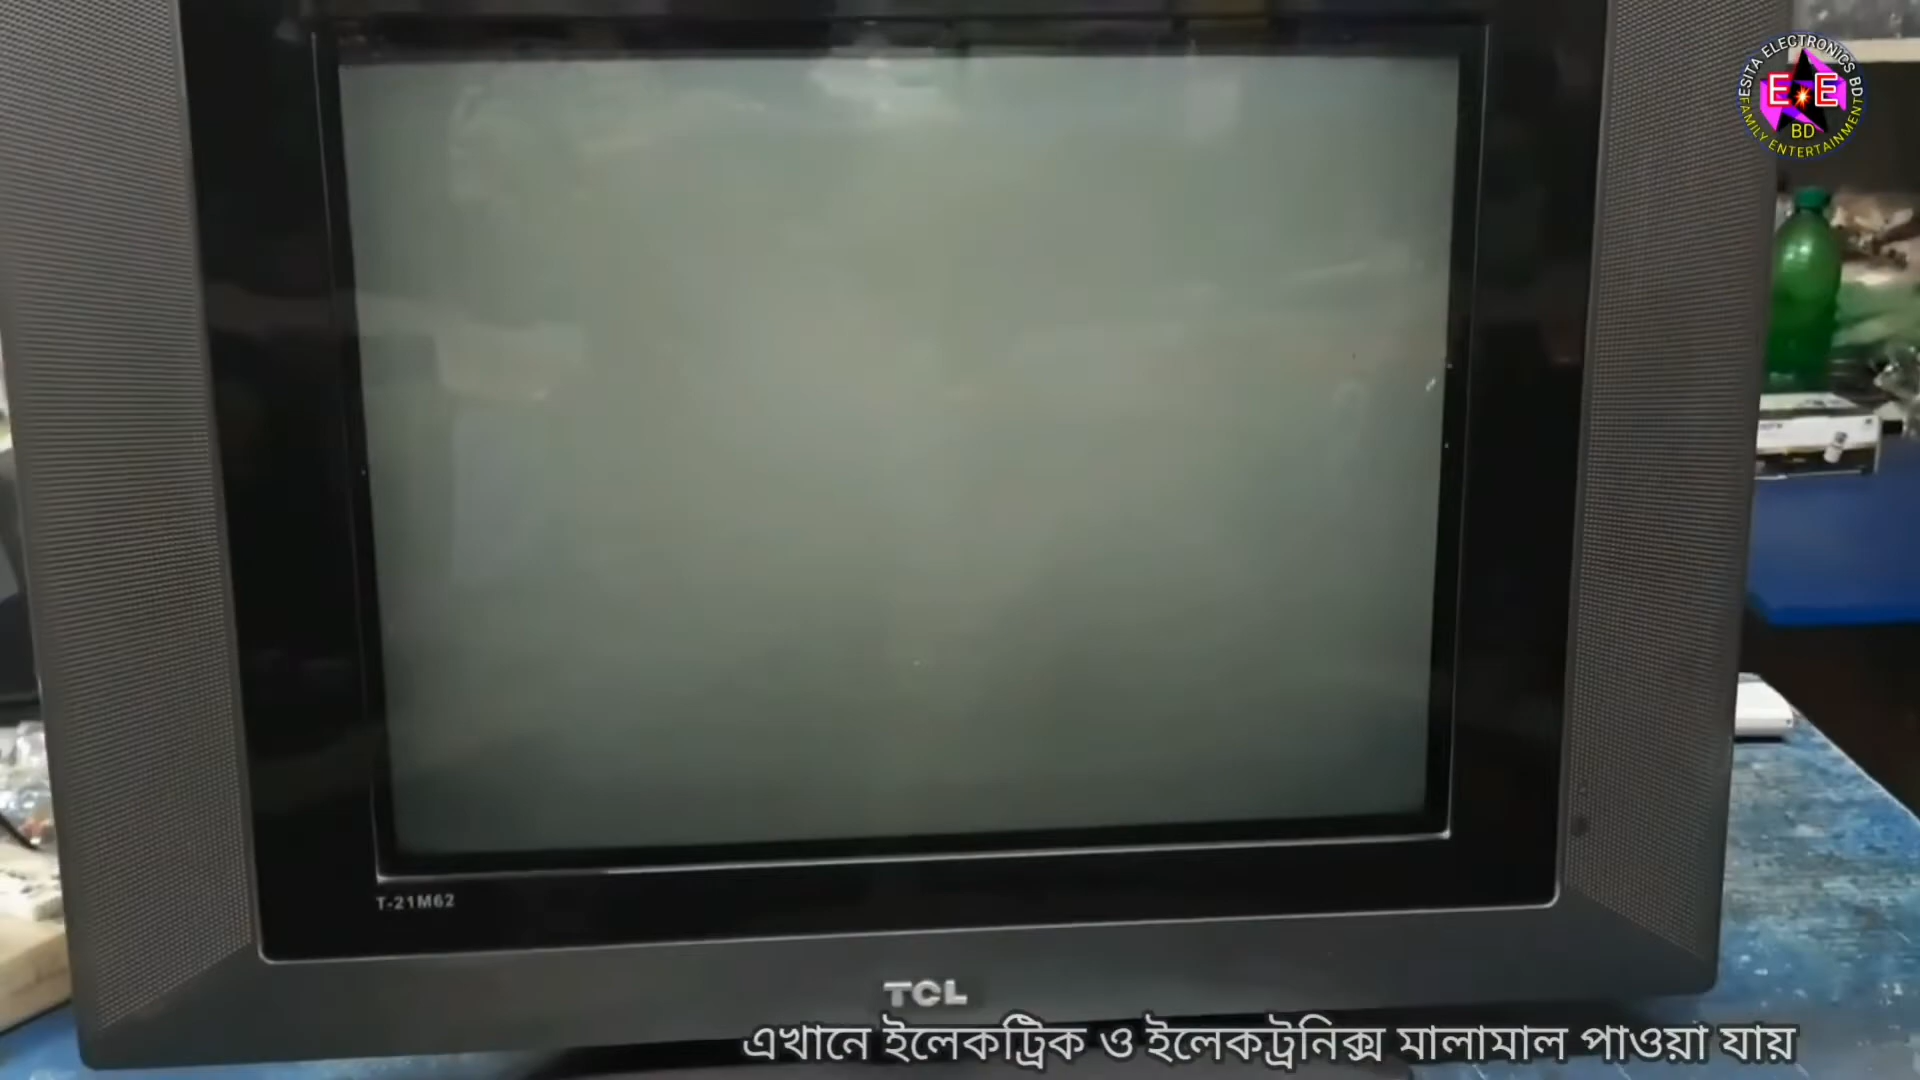 ESITA ELECTRONICS BD
E E
BD
FAMILY ENTERTAINMENT
T-21M62
TCL
এখানে ইলেকট্রিক ও ইলেকট্রনিক্স মালামাল পাওয়া যায়